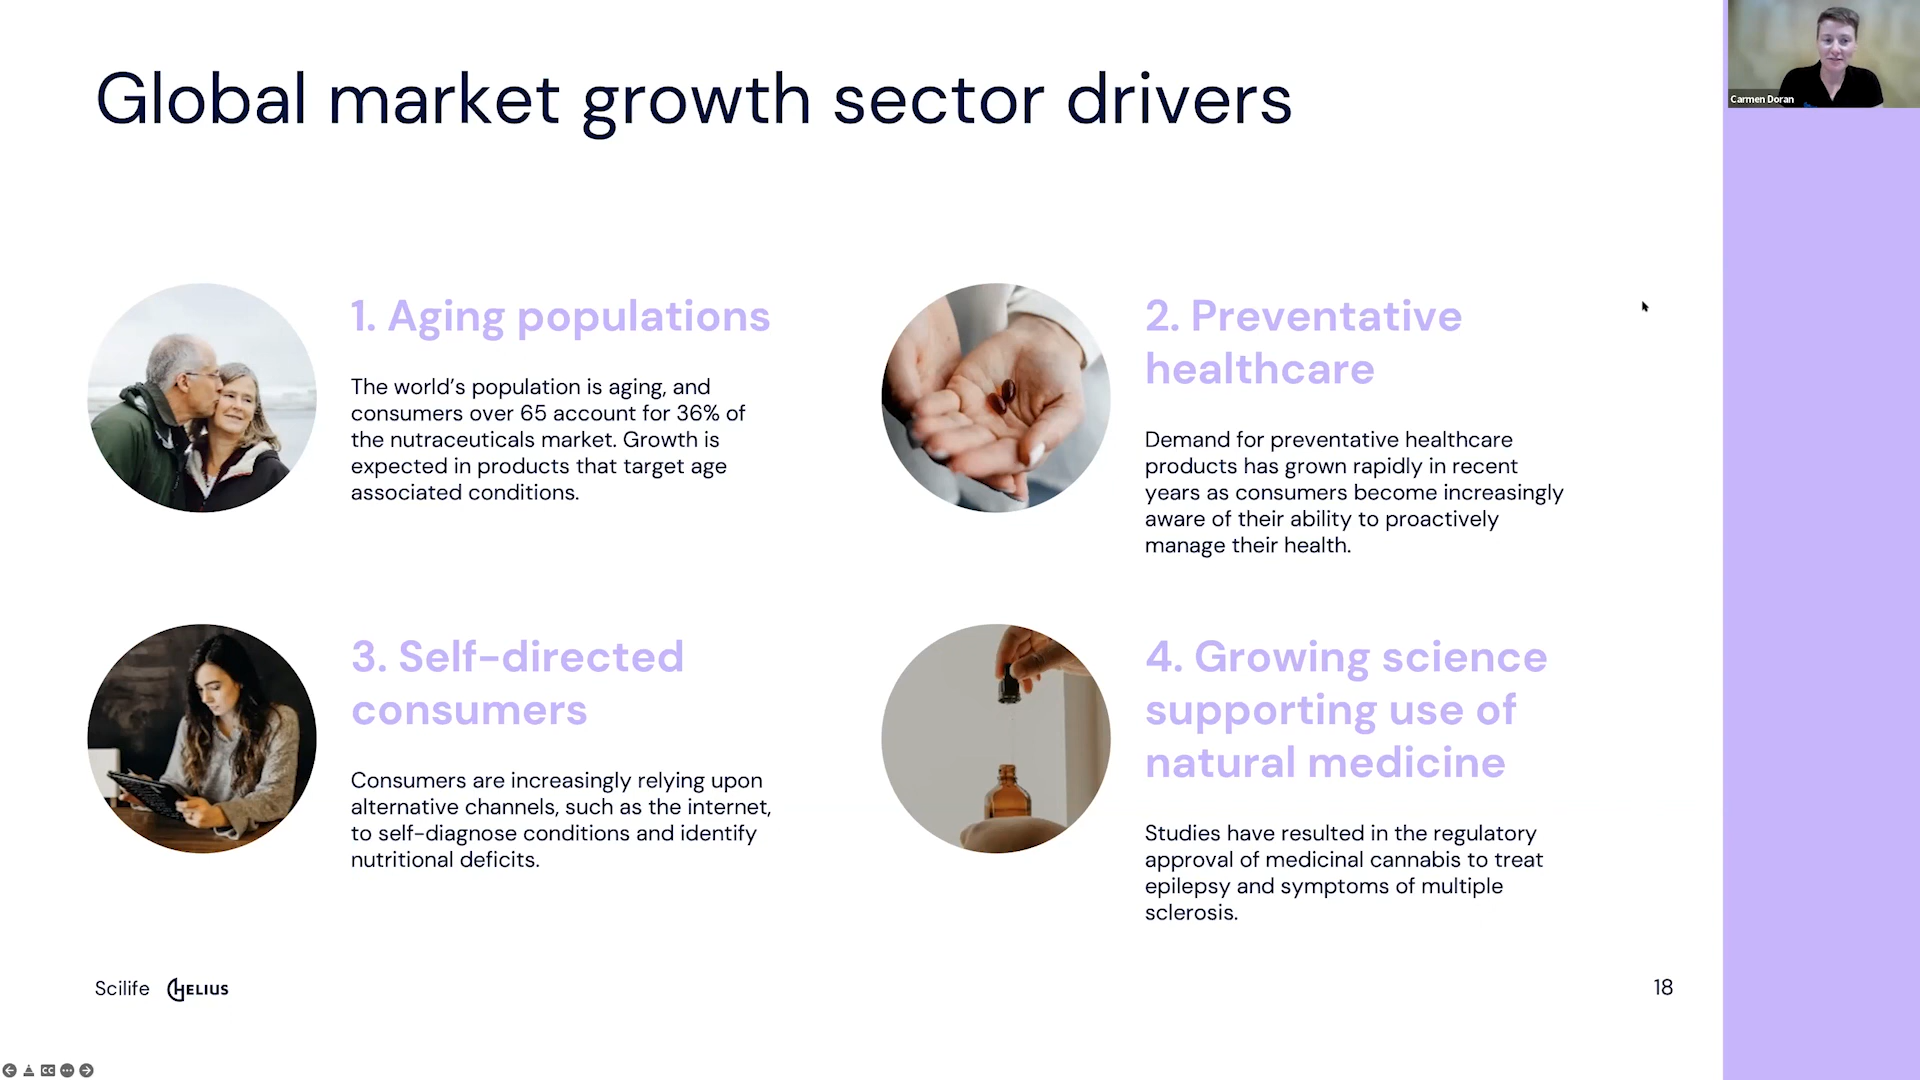 Global market growth sector drivers
Carmen Doran
1. Aging populations
The world's population is aging, and
consumers over 65 account for 36% of
the nutraceuticals market. Growth is
expected in products that target age
associated conditions.
2. Preventative
healthcare
Demand for preventative healthcare
products has grown rapidly in recent
years as consumers become increasingly
aware of their ability to proactively
manage their health.
3. Self-directed
consumers
Consumers are increasingly relying upon
alternative channels, such as the internet,
to self-diagnose conditions and identify
nutritional deficits.
4. Growing science
supporting use of
natural medicine
Studies have resulted in the regulatory
approval of medicinal cannabis to treat
epilepsy and symptoms of multiple
sclerosis.
Scilife HELIUS
18
CC